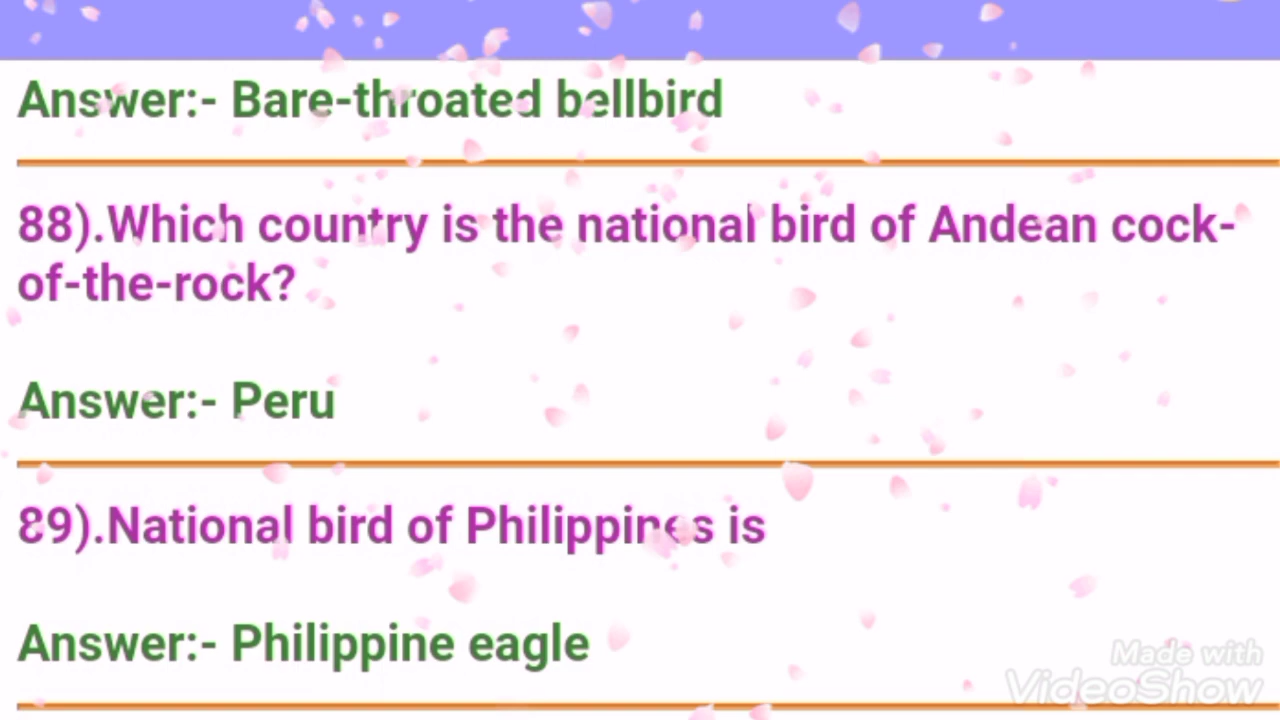 Answer:- Bare-throated bellbird
88).Which country is the national bird of Andean cock-
of-the-rock?
Answer:- Peru
89).National bird of Philippines is
Answer:- Philippine eagle
Made with
VideoShow